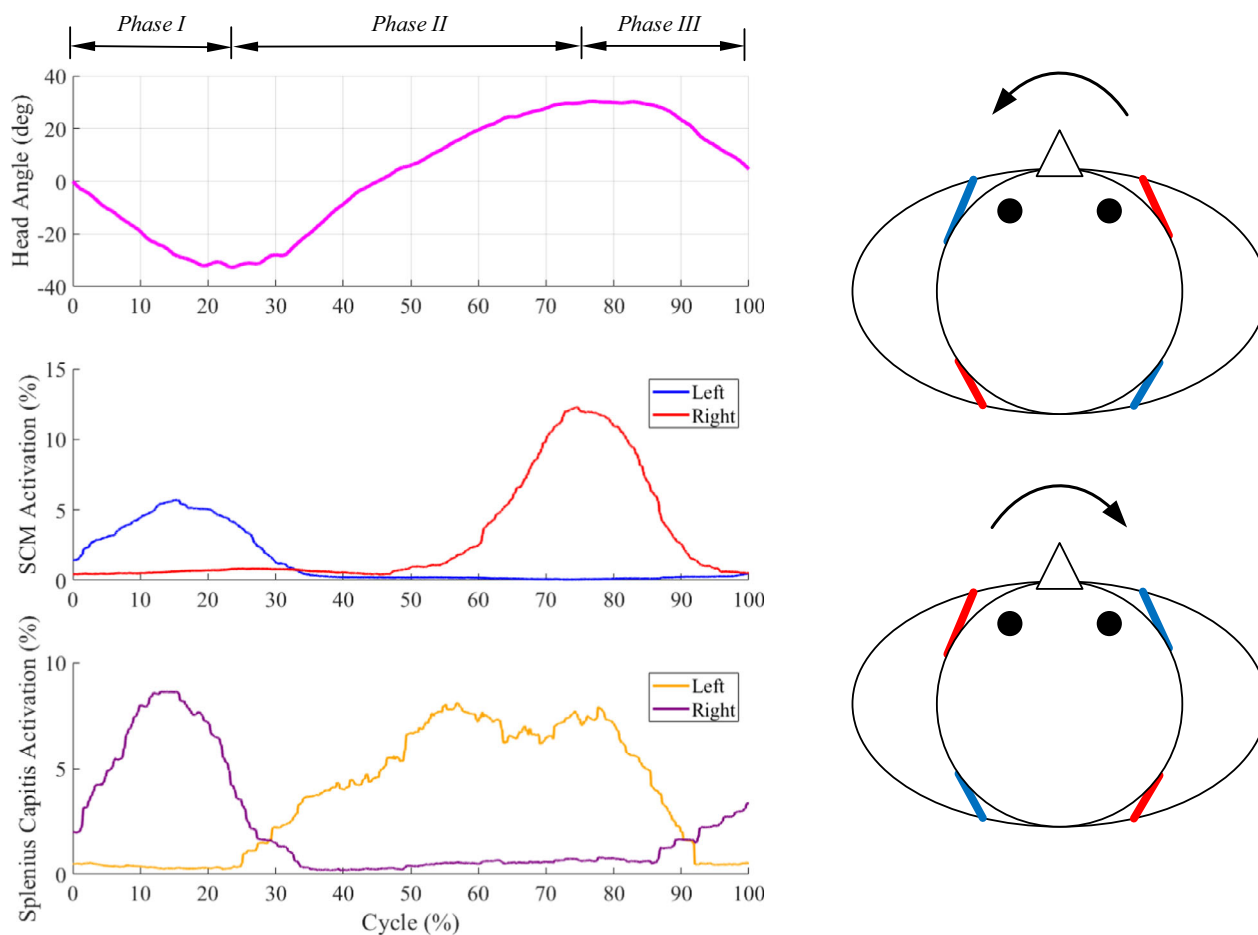 Phase I Phase II Phase III
40
20
0
-20
-40
Head Angle (deg)
0 10 20 30 40 50 60 70 80 90 100
15
10
5
0
SCM Activation (%)
Left
Right
0 10 20 30 40 50 60 70 80 90 100
10
5
0
Splenius Capitis Activation (%)
Left
Right
0 10 20 30 40 50 60 70 80 90 100
Cycle (%)